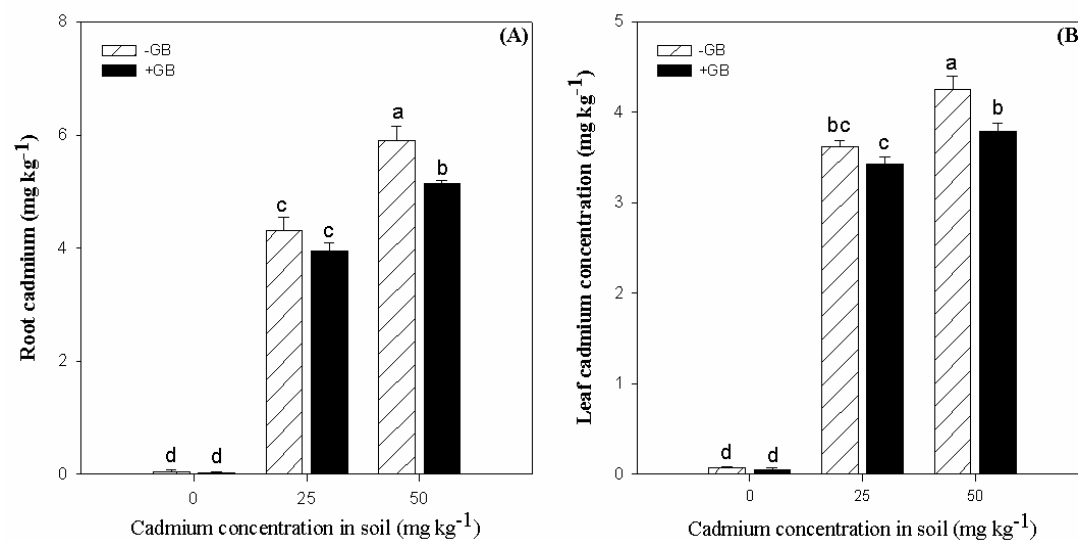 (A)
-GB
+GB
Root cadmium (mg kg⁻¹)
8
6
4
2
0
d
d
c
c
a
b
0
25
50
Cadmium concentration in soil (mg kg⁻¹)
(B)
-GB
+GB
Leaf cadmium concentration (mg kg⁻¹)
5
4
3
2
1
0
d
d
bc
c
a
b
0
25
50
Cadmium concentration in soil (mg kg⁻¹)